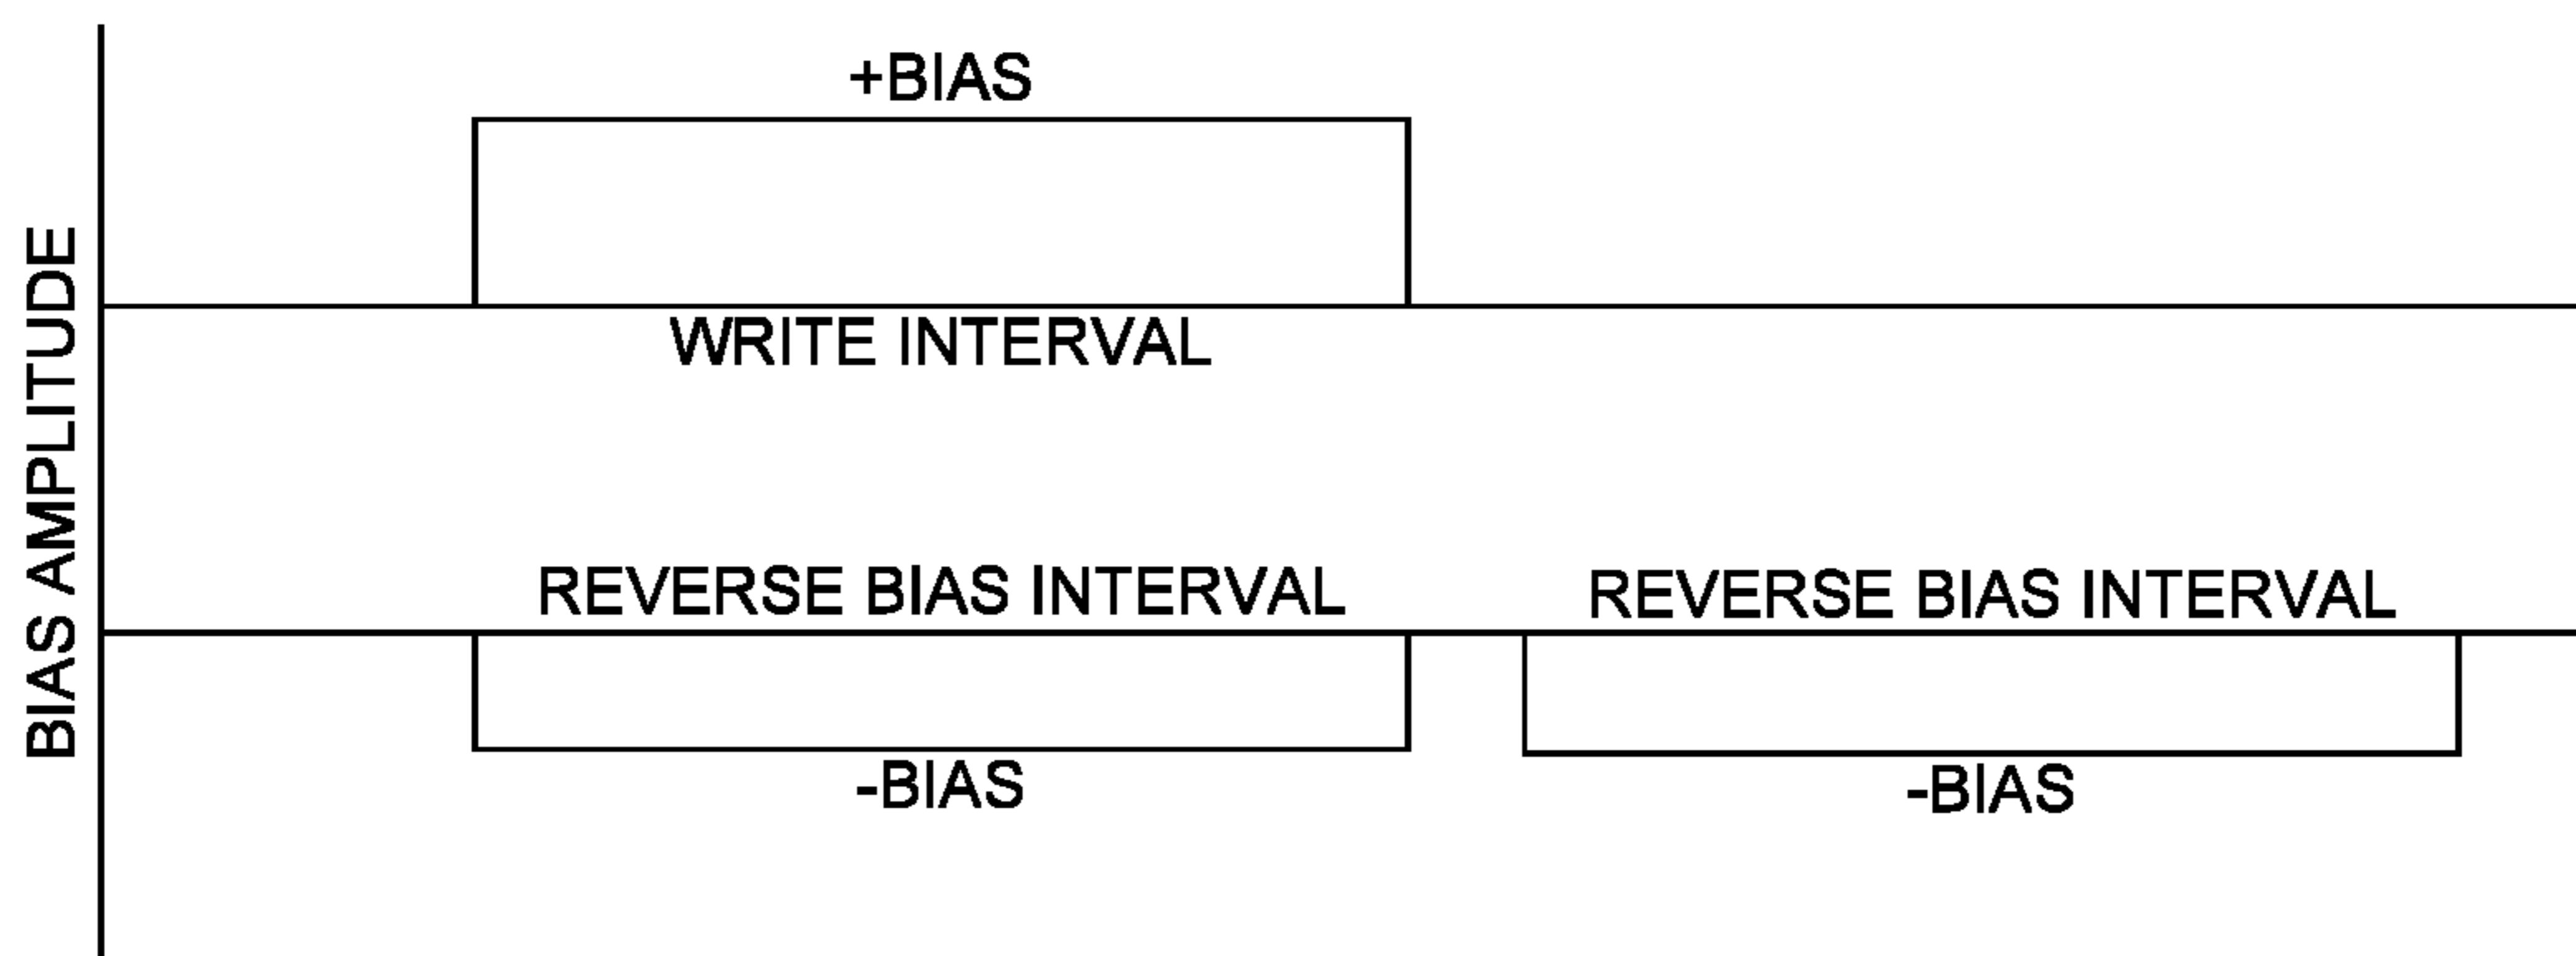 BIAS AMPLITUDE
+BIAS
WRITE INTERVAL
REVERSE BIAS INTERVAL
REVERSE BIAS INTERVAL
-BIAS
-BIAS